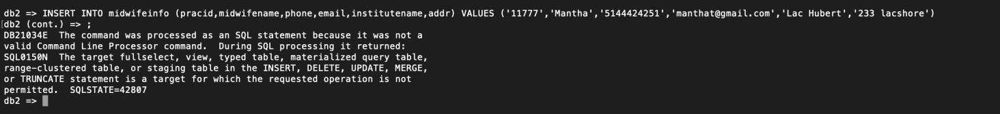 db2 => INSERT INTO midwifeinfo (pracid,midwifename,phone,email,institutename,addr) VALUES ('11777','Mantha','5144424251','manthat@gmail.com','Lac Hubert','233 lacshore')
db2 (cont.) => ;
DB21034E  The command was processed as an SQL statement because it was not a
valid Command Line Processor command.  During SQL processing it returned:
SQL0150N  The target fullselect, view, typed table, materialized query table,
range-clustered table, or staging table in the INSERT, DELETE, UPDATE, MERGE,
or TRUNCATE statement is a target for which the requested operation is not
permitted.  SQLSTATE=42807
db2 =>